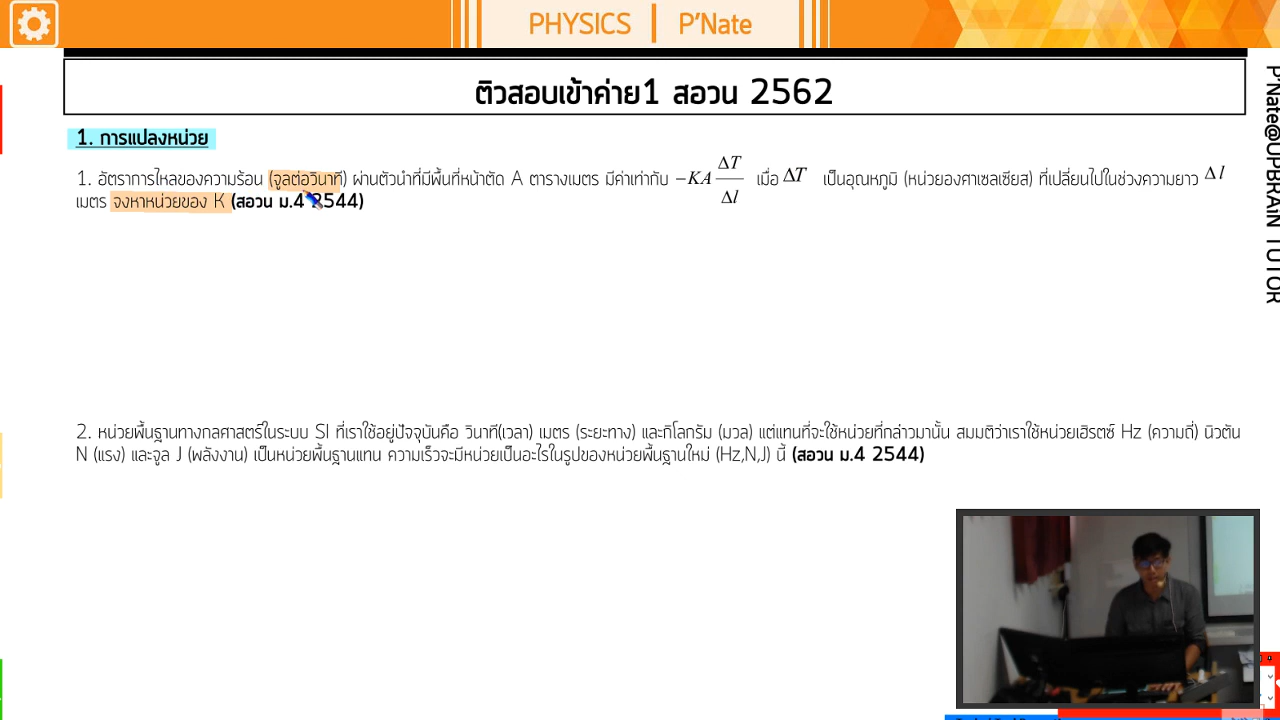 PHYSICS | P'Nate
ติวสอบเข้าค่าย1 สอวน 2562
1. การแปลงหน่วย
1. อัตราการไหลของความร้อน (จูลต่อวินาที) ผ่านตัวนำที่มีพื้นที่หน้าตัด A ตารางเมตร มีค่าเท่ากับ −KA ΔT/Δl เมื่อ ΔT เป็นอุณหภูมิ (หน่วยองศาเซลเซียส) ที่เปลี่ยนไปในช่วงความยาว Δl
เมตร จงหาหน่วยของ K (สอวน ม.4 2544)
2. หน่วยพื้นฐานทางกลศาสตร์ในระบบ SI ที่เราใช้อยู่ปัจจุบันคือ วินาที(เวลา) เมตร (ระยะทาง) และกิโลกรัม (มวล) แต่แทนที่จะใช้หน่วยที่กล่าวมานั้น สมมติว่าเราใช้หน่วยเฮิรตซ์ Hz (ความถี่) นิวตัน
N (แรง) และจูล J (พลังงาน) เป็นหน่วยพื้นฐานแทน ความเร็วจะมีหน่วยเป็นอะไรในรูปของหน่วยพื้นฐานใหม่ (Hz,N,J) นี้ (สอวน ม.4 2544)
P'Nate@UPBRAiN TUTOR